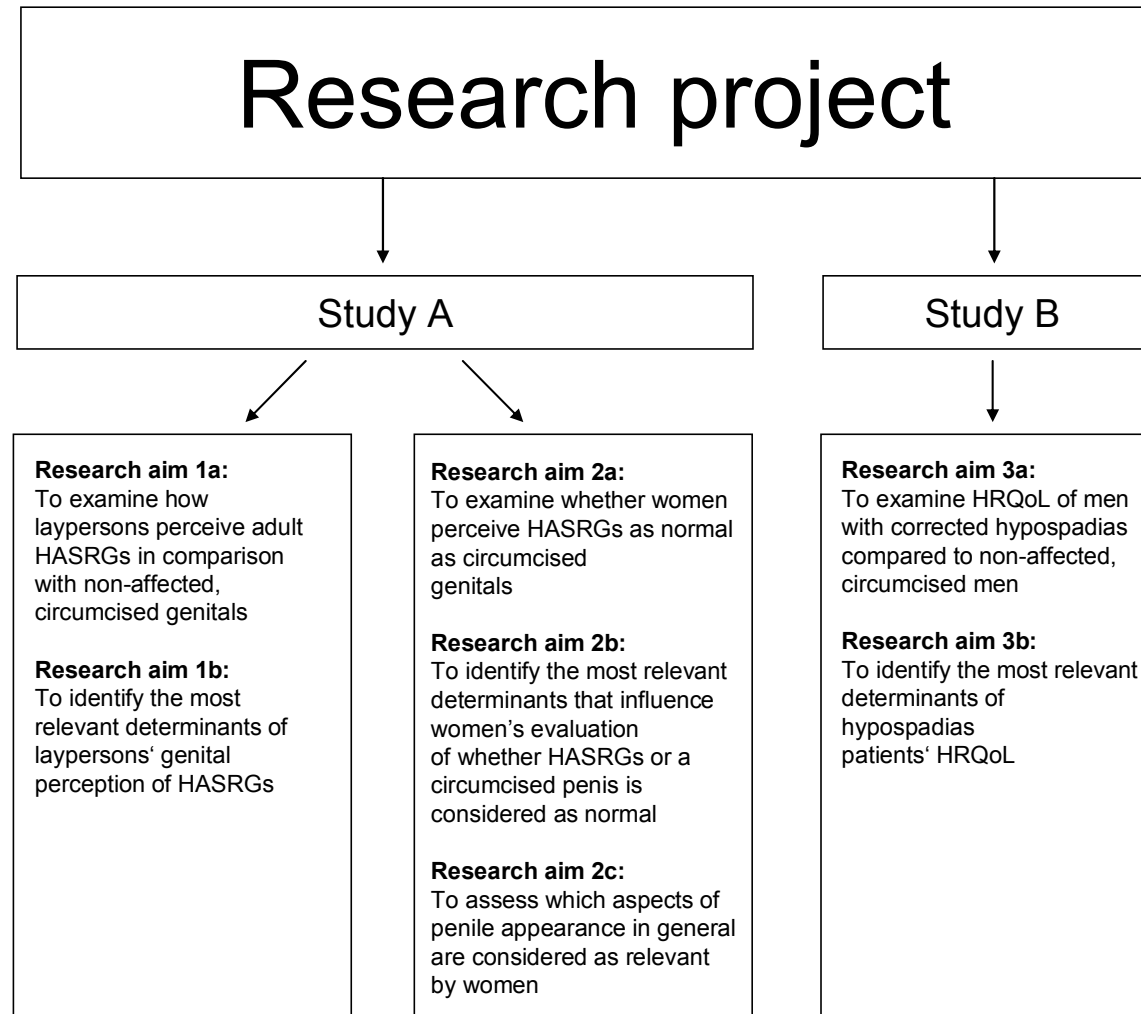 Research project
Study A
Study B
Research aim 1a:
To examine how
laypersons perceive adult
HASRGs in comparison
with non-affected,
circumcised genitals
Research aim 1b:
To identify the most
relevant determinants of
laypersons‘ genital
perception of HASRGs
Research aim 2a:
To examine whether women
perceive HASRGs as normal
as circumcised
genitals
Research aim 2b:
To identify the most relevant
determinants that influence
women’s evaluation
of whether HASRGs or a
circumcised penis is
considered as normal
Research aim 2c:
To assess which aspects of
penile appearance in general
are considered as relevant
by women
Research aim 3a:
To examine HRQoL of men
with corrected hypospadias
compared to non-affected,
circumcised men
Research aim 3b:
To identify the most relevant
determinants of
hypospadias
patients‘ HRQoL